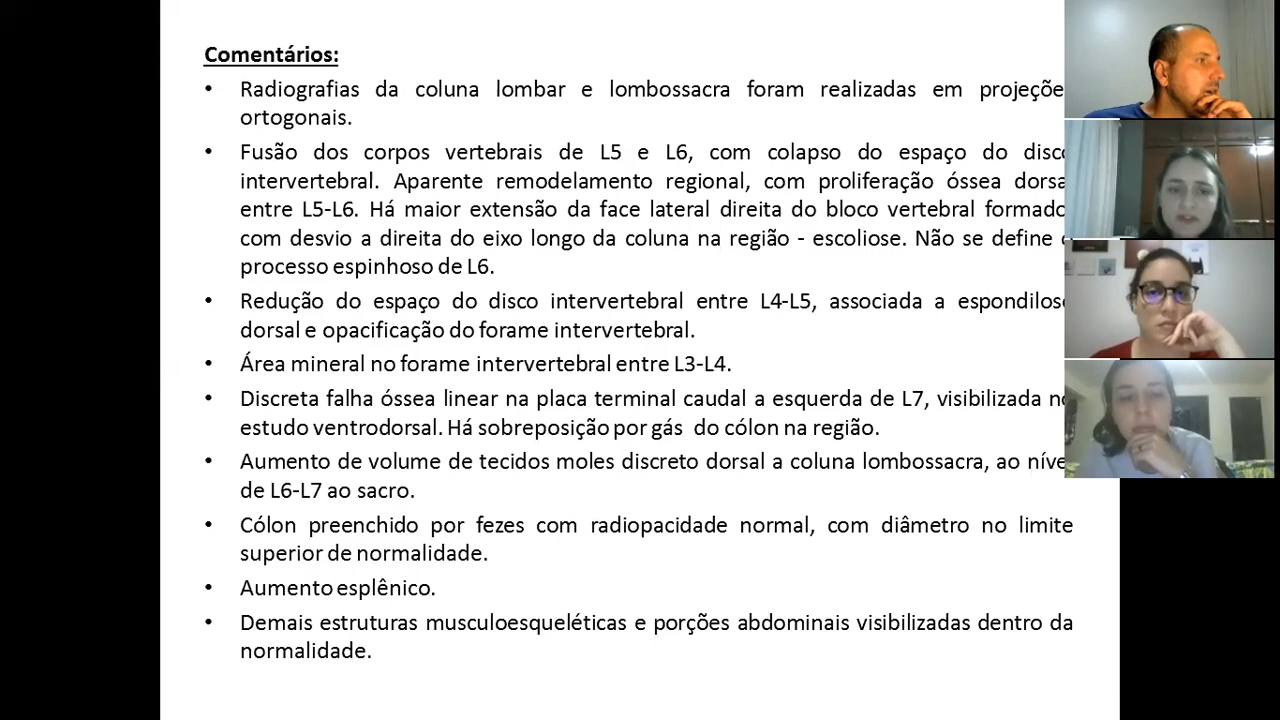 Comentários:
• Radiografias da coluna lombar e lombossacra foram realizadas em projeçõe
ortogonais.
• Fusão dos corpos vertebrais de L5 e L6, com colapso do espaço do disc
intervertebral. Aparente remodelamento regional, com proliferação óssea dorsa
entre L5-L6. Há maior extensão da face lateral direita do bloco vertebral formado
com desvio a direita do eixo longo da coluna na região - escoliose. Não se define
processo espinhoso de L6.
• Redução do espaço do disco intervertebral entre L4-L5, associada a espondilos
dorsal e opacificação do forame intervertebral.
• Área mineral no forame intervertebral entre L3-L4.
• Discreta falha óssea linear na placa terminal caudal a esquerda de L7, visibilizada n
estudo ventrodorsal. Há sobreposição por gás do cólon na região.
• Aumento de volume de tecidos moles discreto dorsal a coluna lombossacra, ao níve
de L6-L7 ao sacro.
• Cólon preenchido por fezes com radiopacidade normal, com diâmetro no limite
superior de normalidade.
• Aumento esplênico.
• Demais estruturas musculoesqueléticas e porções abdominais visibilizadas dentro da
normalidade.